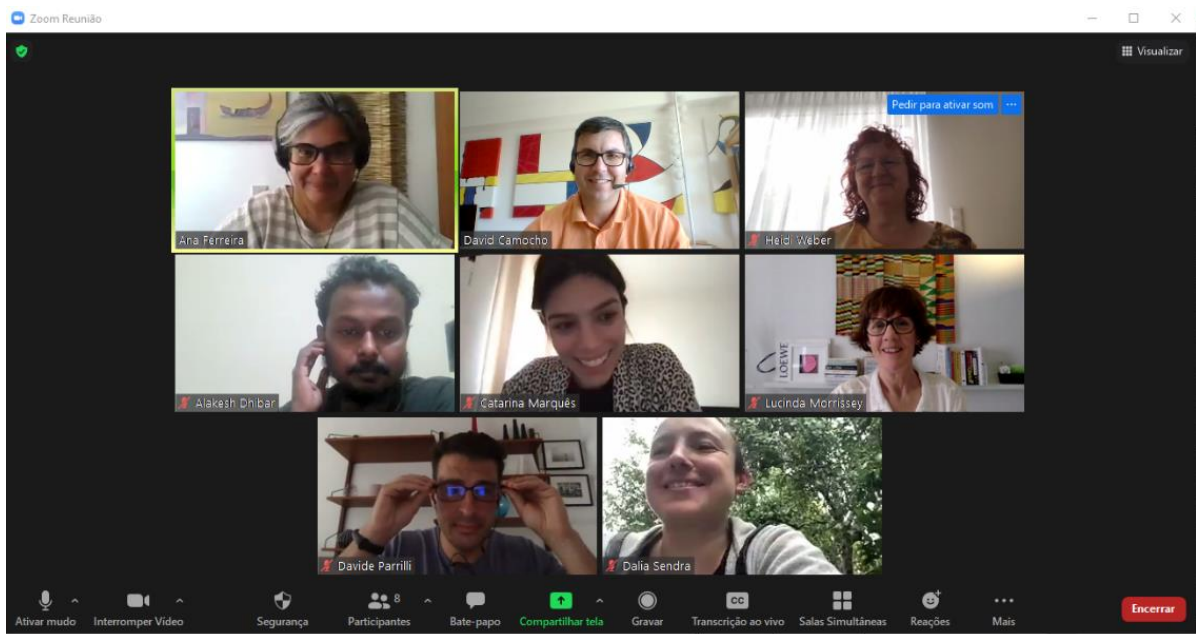 Zoom Reunião
Visualizar
Pedir para ativar som ...
Ana Ferreira
David Camocho
Heidi Weber
LOEWE
Alakesh Dhibar
Catarina Marquês
Lucinda Morrissey
Davide Parrilli
Dalia Sendra
8
CC
Ativar mudo
Interromper Vídeo
Segurança
Participantes
Bate-papo
Compartilhar tela
Gravar
Transcrição ao vivo
Salas Simultâneas
Reações
Mais
Encerrar